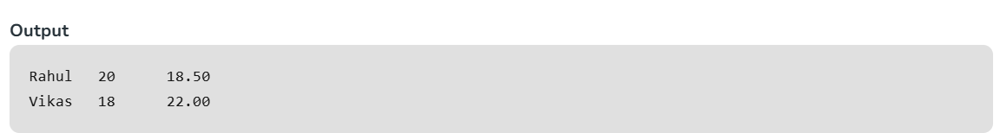 Output
Rahul   20      18.50
Vikas   18      22.00